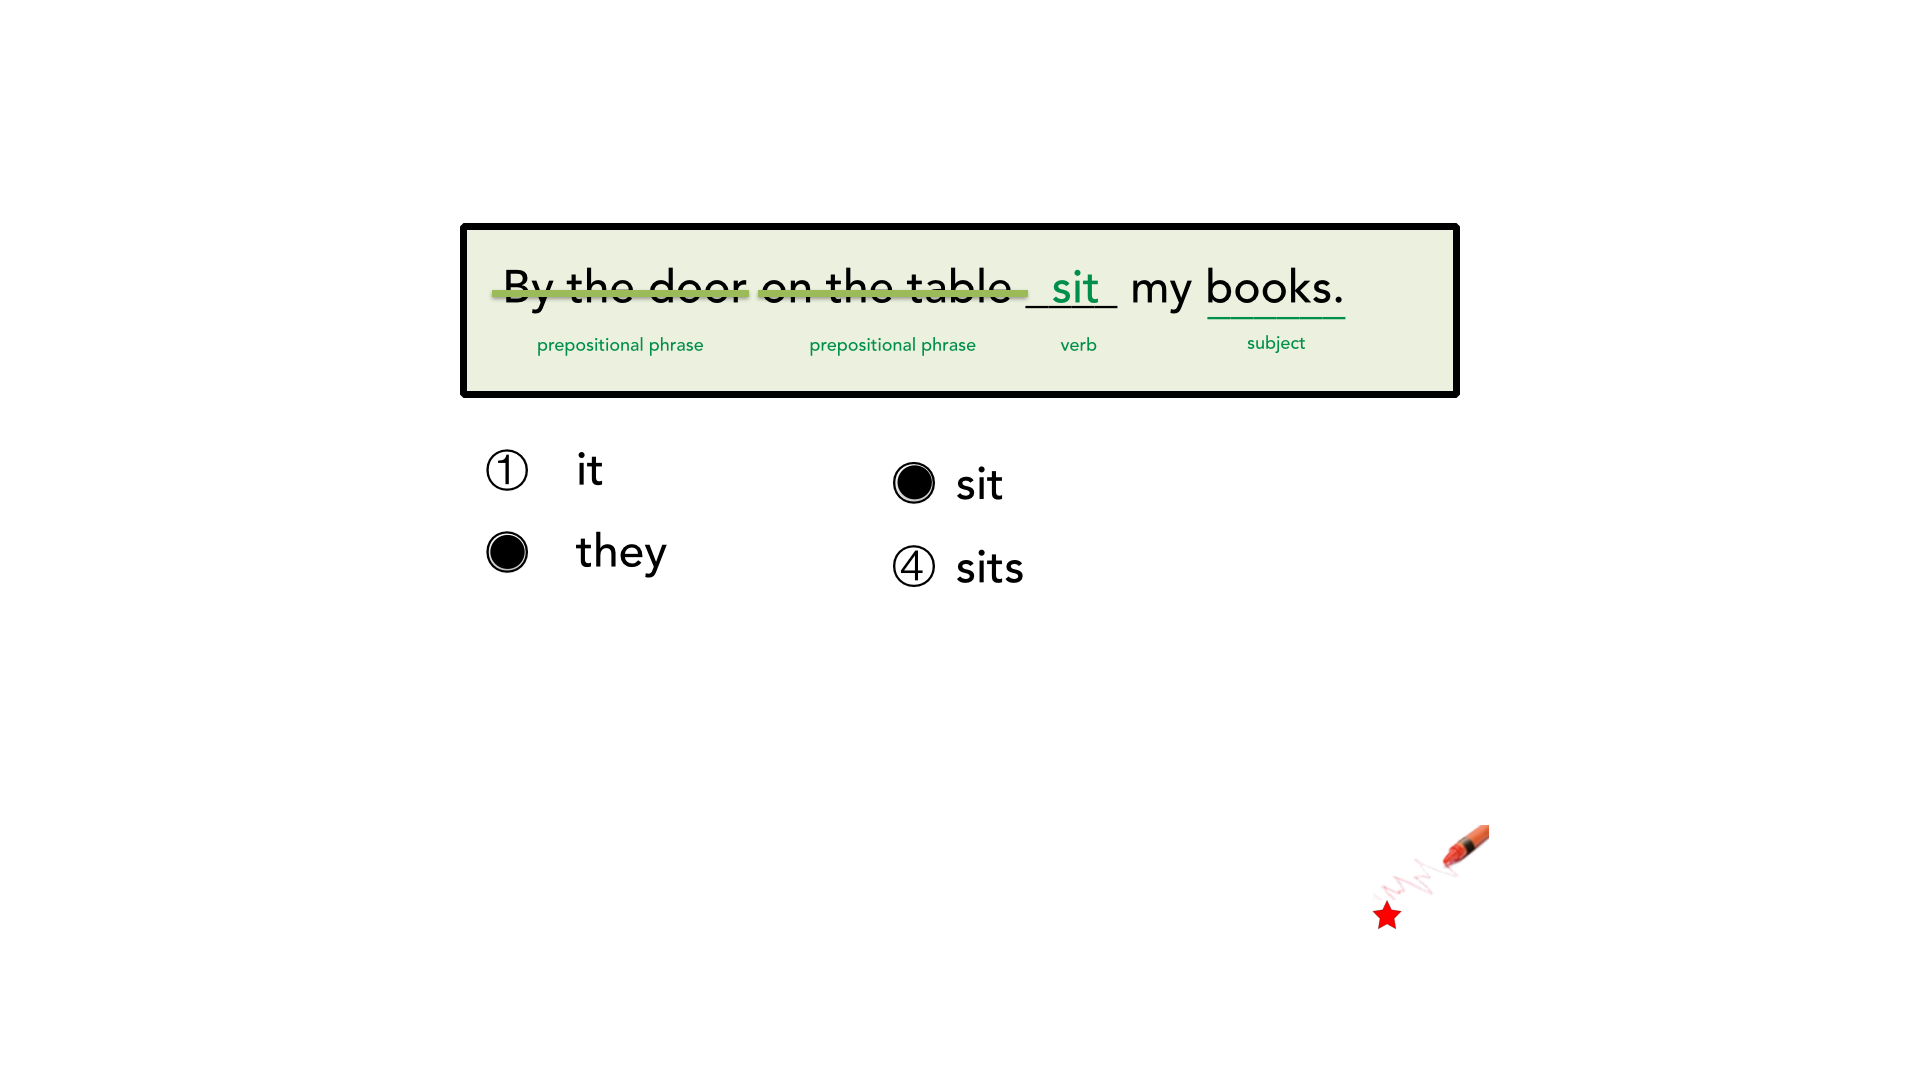 By the door on the table sit my books.
prepositional phrase prepositional phrase verb subject
① it
they
sit
④ sits